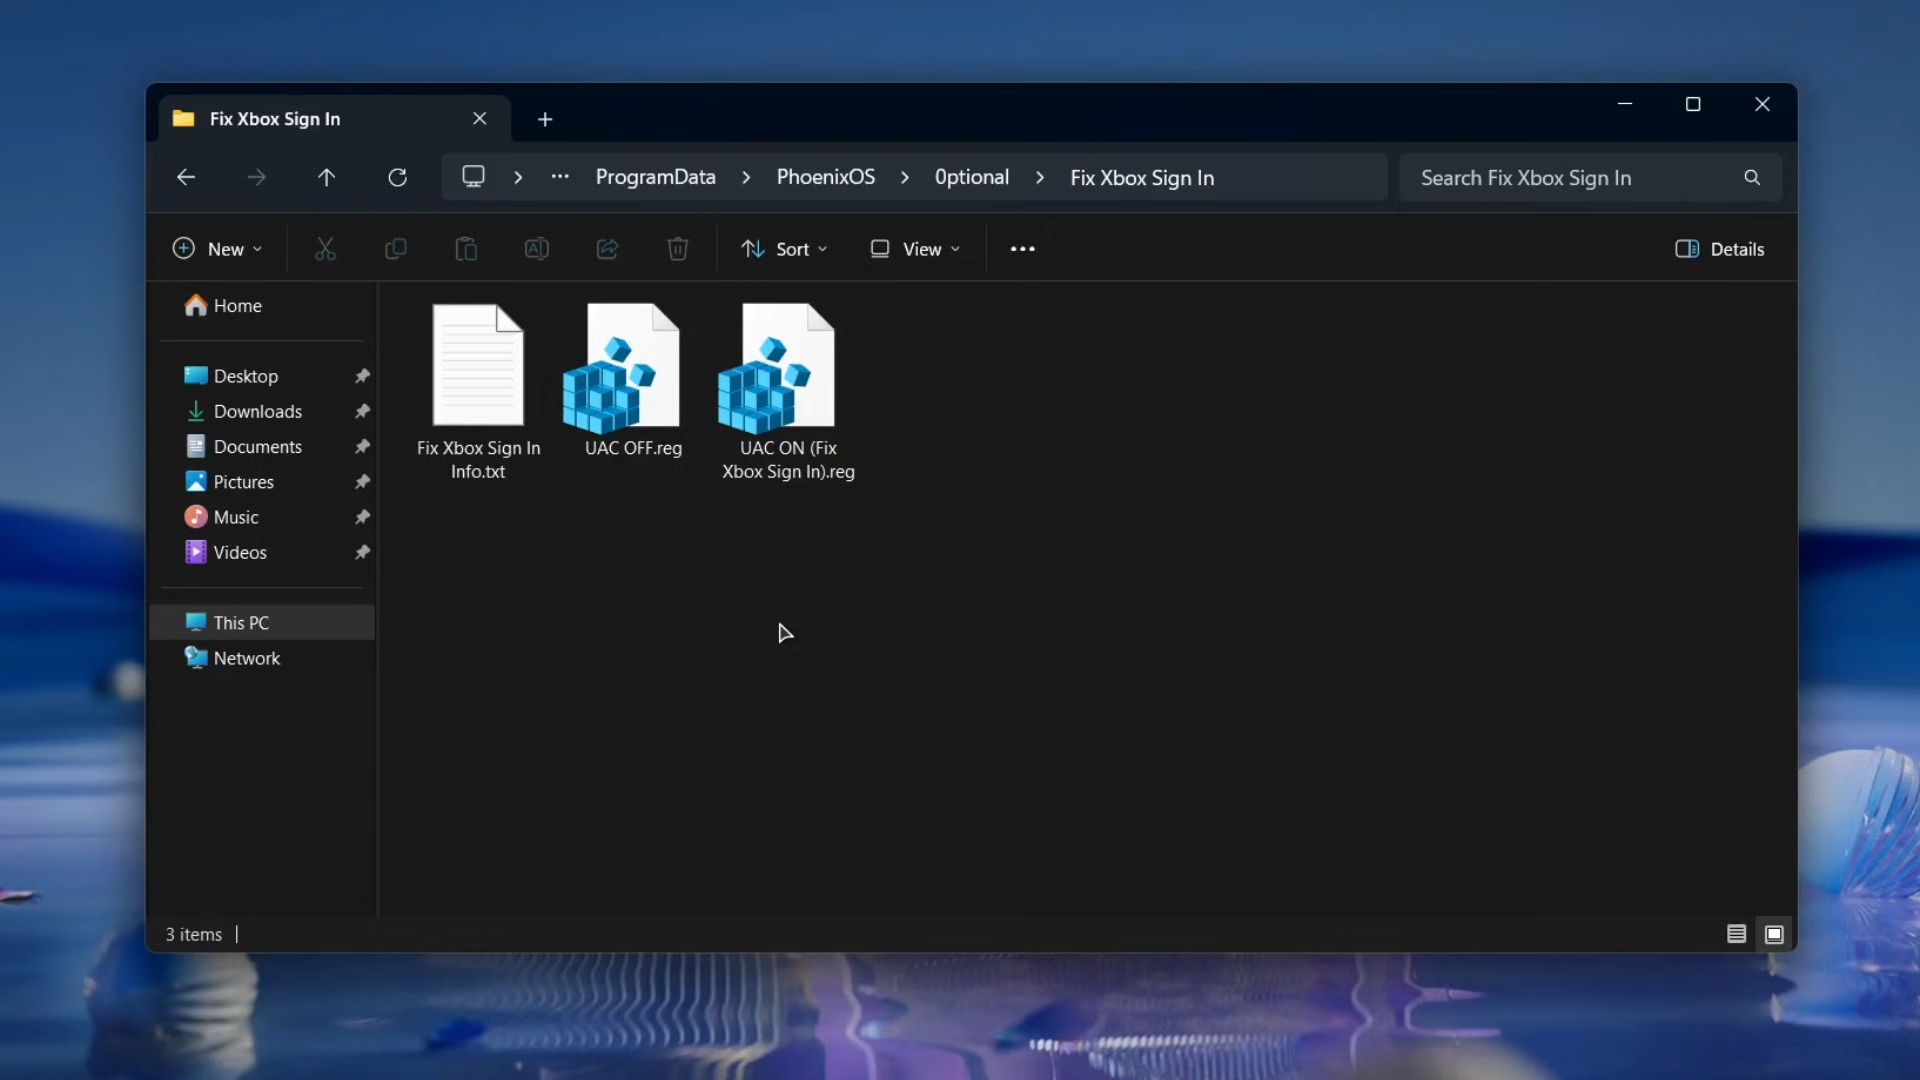 Fix Xbox Sign In
ProgramData > PhoenixOS > 0ptional > Fix Xbox Sign In
Search Fix Xbox Sign In
New
Sort
View
Details
Home
Desktop
Downloads
Documents
Pictures
Music
Videos
This PC
Network
Fix Xbox Sign In
Info.txt
UAC OFF.reg
UAC ON (Fix
Xbox Sign In).reg
3 items